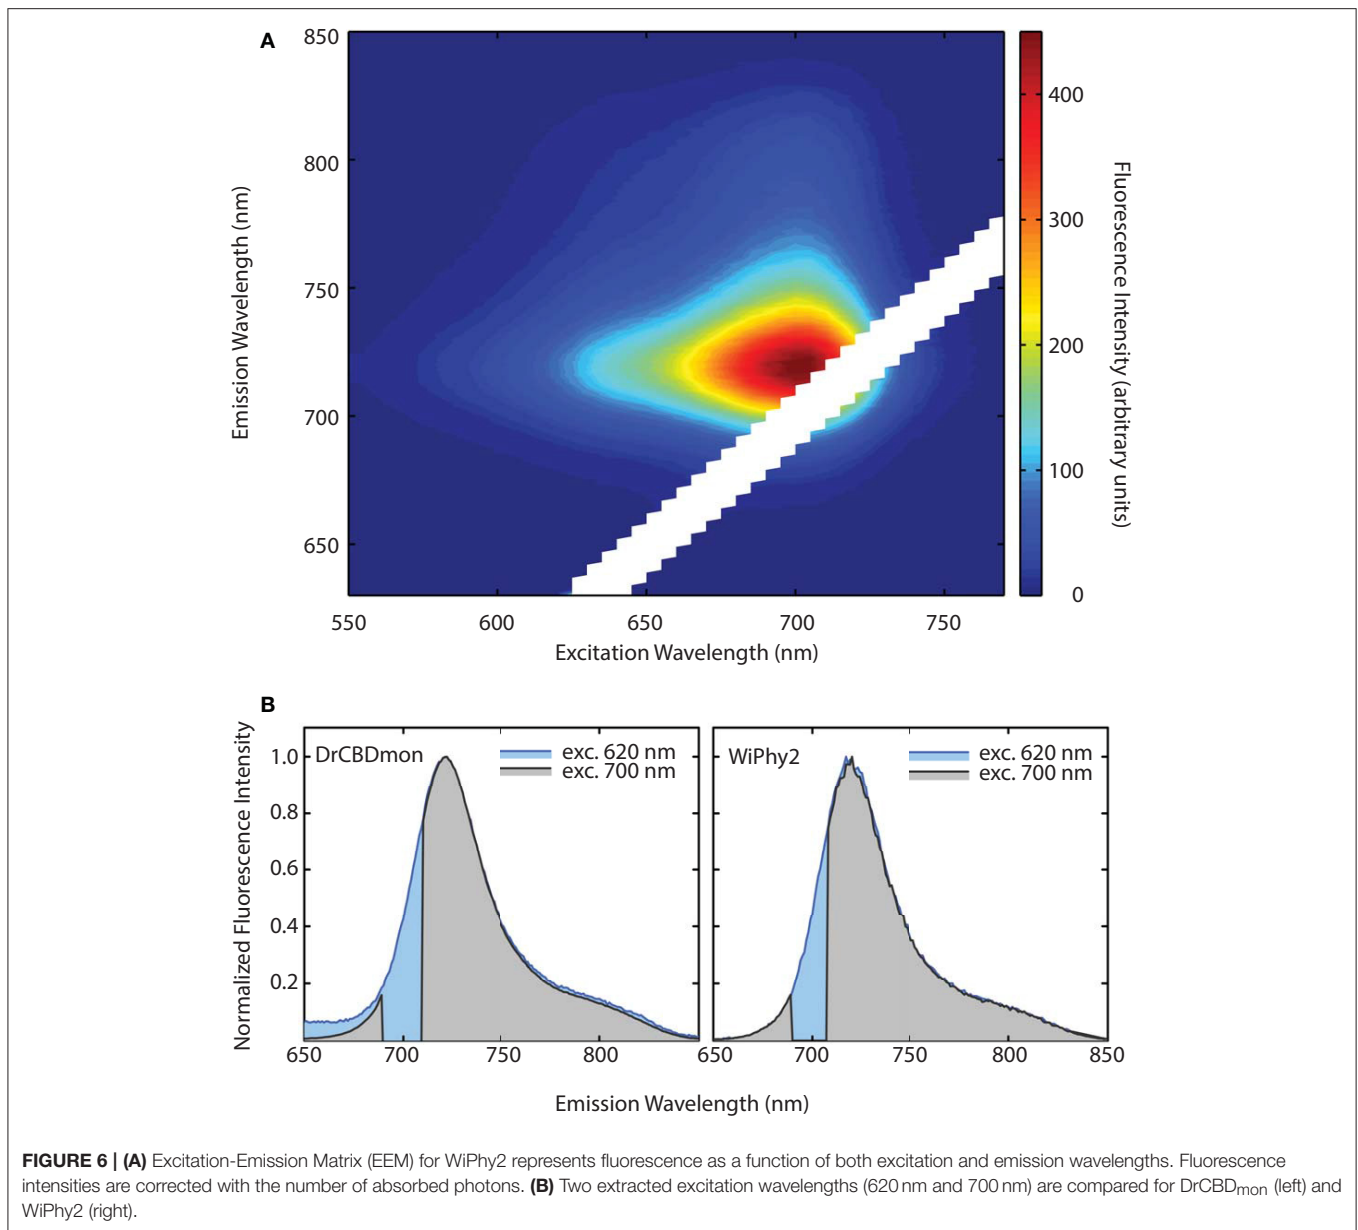 A
850
800
750
700
650
Emission Wavelength (nm)
550 600 650 700 750
Excitation Wavelength (nm)
400
300
200
100
0
Fluorescence Intensity (arbitrary units)
B
Normalized Fluorescence Intensity
1.0
0.8
0.6
0.4
0.2
DrCBDmon
exc. 620 nm
exc. 700 nm
650 700 750 800
WiPhy2
exc. 620 nm
exc. 700 nm
650 700 750 800 850
Emission Wavelength (nm)
FIGURE 6 | (A) Excitation-Emission Matrix (EEM) for WiPhy2 represents fluorescence as a function of both excitation and emission wavelengths. Fluorescence
intensities are corrected with the number of absorbed photons. (B) Two extracted excitation wavelengths (620 nm and 700 nm) are compared for DrCBDmon (left) and
WiPhy2 (right).